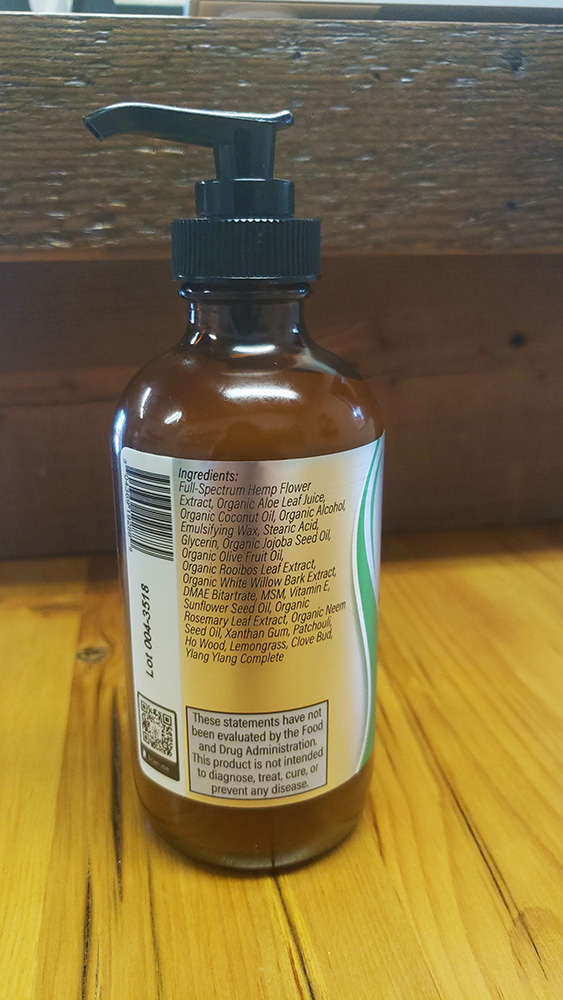 Ingredients:
Full-Spectrum Hemp Flower
Extract, Organic Aloe Leaf Juice,
Organic Coconut Oil, Organic Alcohol,
Emulsifying Wax, Stearic Acid,
Glycerin, Organic Jojoba Seed Oil,
Organic Olive Fruit Oil,
Organic Rooibos Leaf Extract,
Organic White Willow Bark Extract,
DMAE Bitartrate, MSM, Vitamin E,
Sunflower Seed Oil, Organic
Rosemary Leaf Extract, Organic Neem
Seed Oil, Xanthan Gum, Patchouli,
Ho Wood, Lemongrass, Clove Bud,
Ylang Ylang Complete
Lot 004-3518
These statements have not
been evaluated by the Food
and Drug Administration.
This product is not intended
to diagnose, treat, cure, or
prevent any disease.